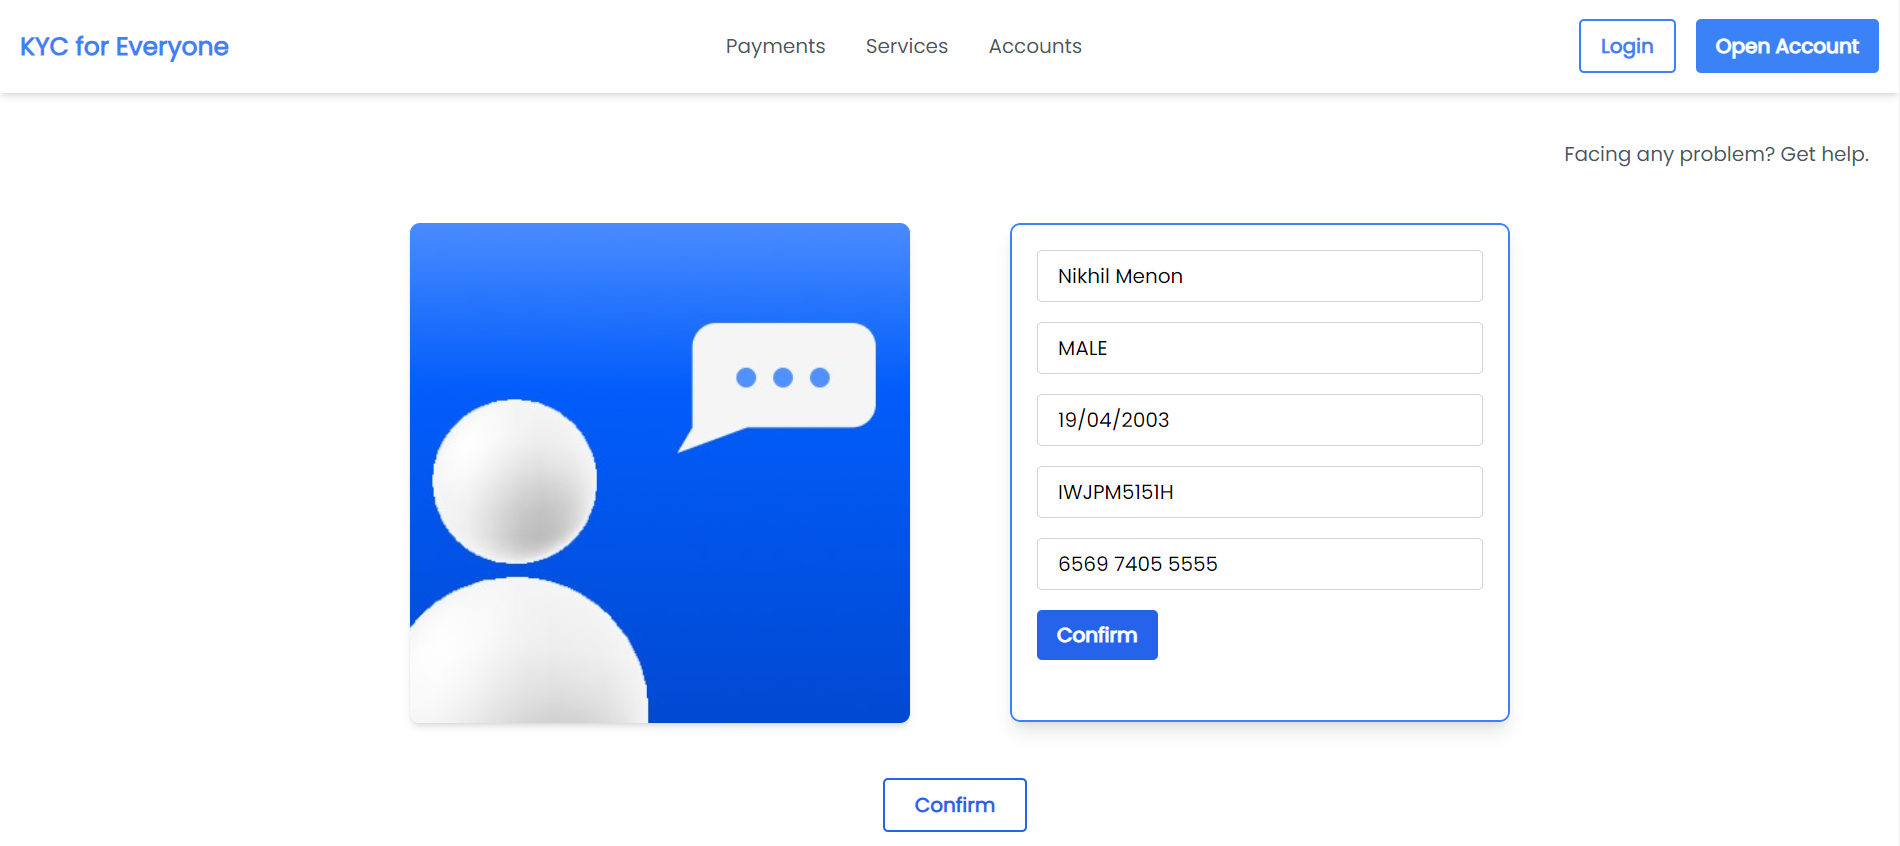 KYC for Everyone
Payments Services Accounts
Login Open Account
Facing any problem? Get help.
Nikhil Menon
MALE
19/04/2003
IWJPM5151H
6569 7405 5555
Confirm
Confirm